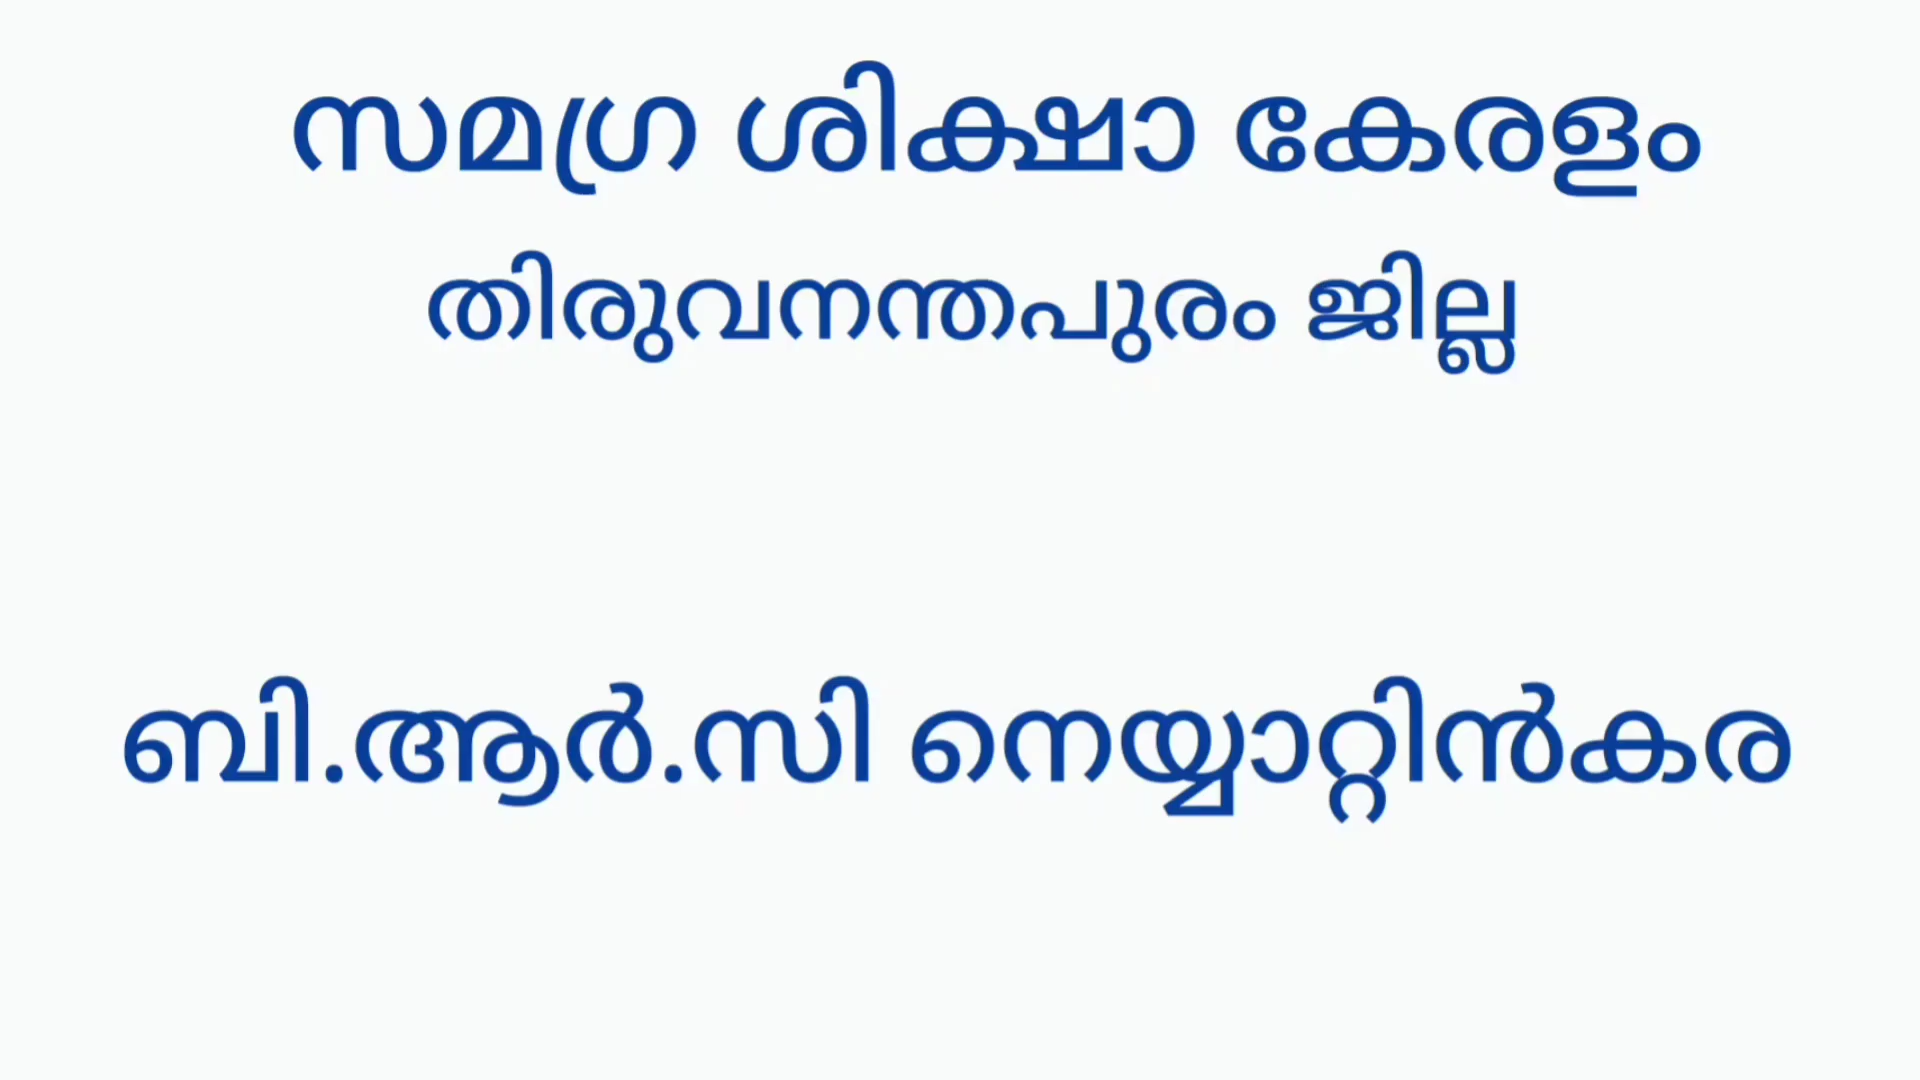 സമഗ്ര ശിക്ഷാ കേരളം
തിരുവനന്തപുരം ജില്ല
ബി.ആർ.സി നെയ്യാറ്റിൻകര